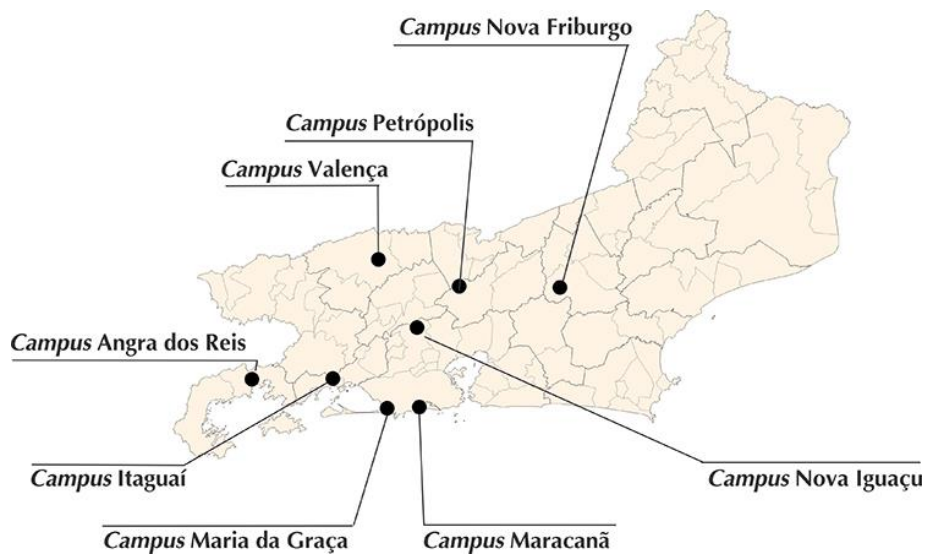 Campus Nova Friburgo
Campus Petrópolis
Campus Valença
Campus Angra dos Reis
Campus Itaguaí
Campus Nova Iguaçu
Campus Maria da Graça
Campus Maracanã